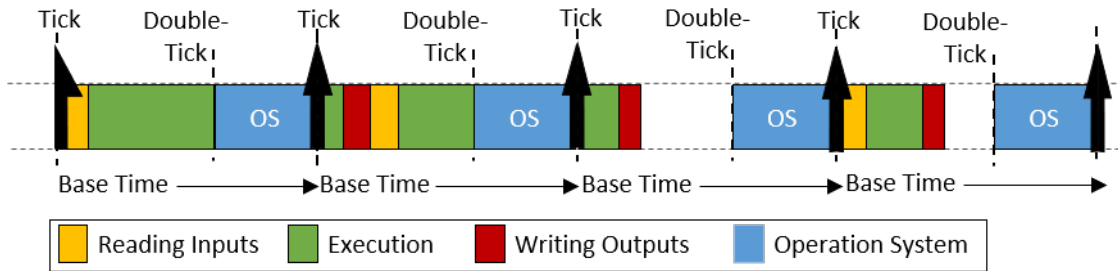 Tick Double- Tick Double- Tick Double- Tick Double-
Tick Tick Tick Tick
OS OS OS OS
Base Time Base Time Base Time Base Time
Reading Inputs Execution Writing Outputs Operation System